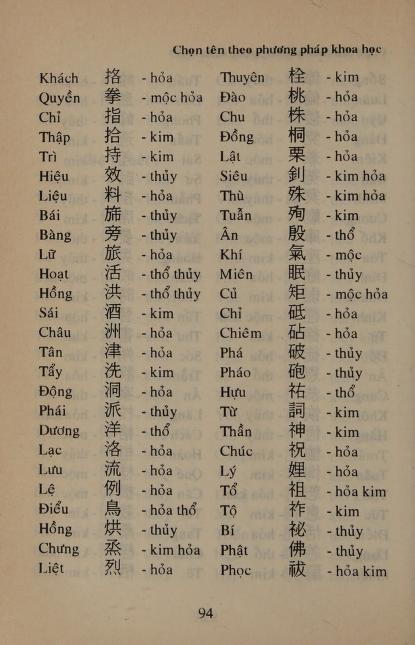 Chọn tên theo phương pháp khoa học
Khách 挌 - hỏa
Quyền 拳 - mộc hỏa
Chỉ 指 - hỏa
Thập 拾 - kim
Trì 持 - kim
Hiệu 效 - thủy
Liệu 料 - hỏa
Bái 斾 - thủy
Bàng 旁 - thủy
Lữ 旅 - hỏa
Hoạt 活 - thổ thủy
Hồng 洪 - thổ thủy
Sái 酒 - kim
Châu 洲 - hỏa
Tân 津 - hỏa
Tẩy 洗 - kim
Động 洞 - hỏa
Phái 派 - thủy
Dương 洋 - thổ
Lạc 洛 - hỏa
Lưu 流 - hỏa
Lệ 例 - hỏa
Điểu 鳥 - hỏa thổ
Hồng 烘 - thủy
Chưng 烝 - kim hỏa
Liệt 烈 - hỏa
Thuyên 栓 - kim
Đào 桃 - hỏa
Chu 株 - hỏa
Đồng 桐 - hỏa
Lật 栗 - hỏa
Siêu 釗 - kim hỏa
Thù 殊 - kim hỏa
Tuẫn 殉 - kim
Ân 殷 - thổ
Khí 氣 - mộc
Miên 眠 - thủy
Củ 矩 - mộc hỏa
Chỉ 砥 - hỏa
Chiêm 砧 - hỏa
Phá 破 - thủy
Pháo 砲 - thủy
Hựu 祐 - thổ
Từ 詞 - kim
Thần 神 - kim
Chúc 祝 - hỏa
Lý 娌 - hỏa
Tổ 祖 - hỏa kim
Tộ 祚 - kim
Bí 祕 - thủy
Phật 佛 - thủy
Phọc 祓 - hỏa kim
94